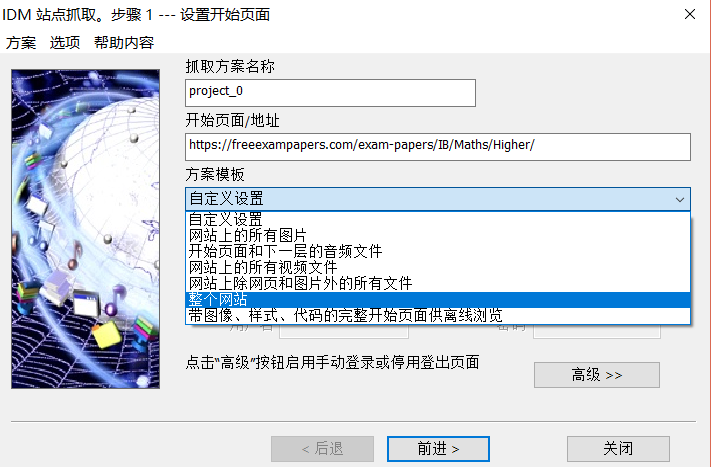 IDM 站点抓取。步骤 1 --- 设置开始页面
方案 选项 帮助内容
抓取方案名称
project_0
开始页面/地址
https://freeexampapers.com/exam-papers/IB/Maths/Higher/
方案模板
自定义设置
自定义设置
网站上的所有图片
开始页面和下一层的音频文件
网站上的所有视频文件
网站上除网页和图片外的所有文件
整个网站
带图像、样式、代码的完整开始页面供离线浏览
用户名 密码
点击“高级”按钮启用手动登录或停用登出页面
高级 >>
< 后退 前进 > 关闭